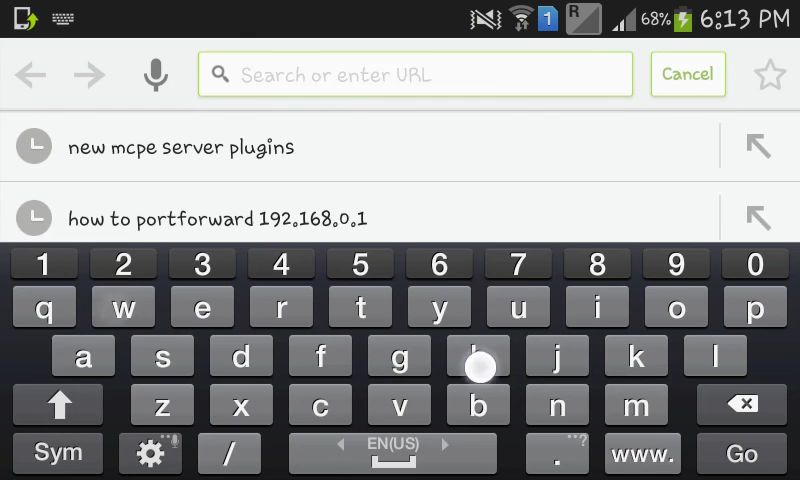 1 R 68% 6:13 PM
Search or enter URL Cancel
new mcpe server plugins
how to portforward 192.168.0.1
1 2 3 4 5 6 7 8 9 0
q w e r t y u i o p
a s d f g h j k l
z x c v b n m
Sym / EN(US) . ...? www. Go